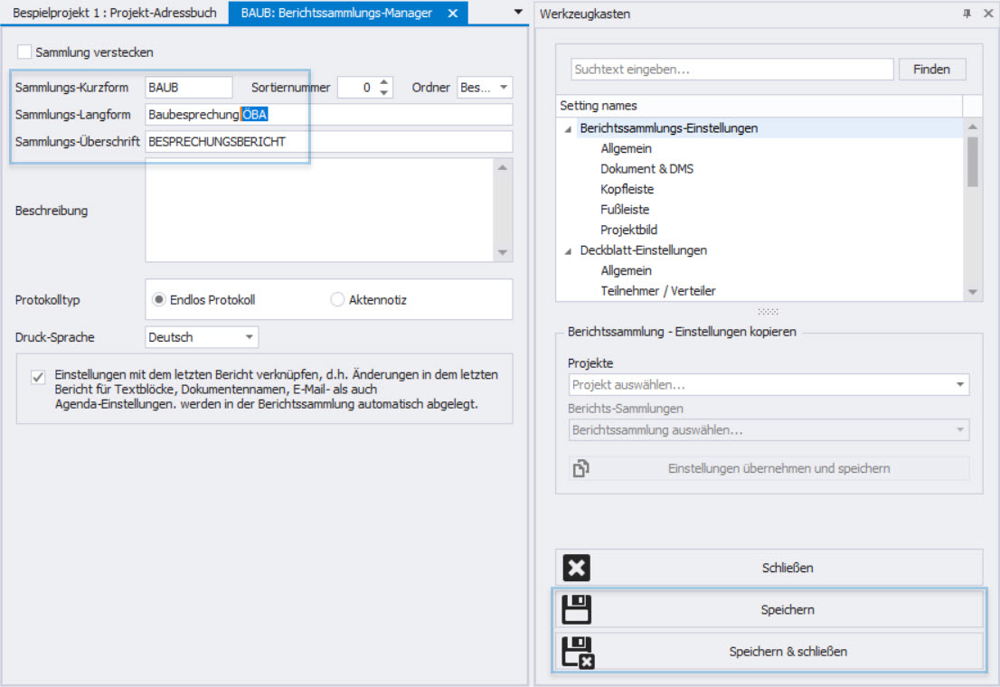 Bespielprojekt 1 : Projekt-Adressbuch
BAUB: Berichtssammlungs-Manager
Sammlung verstecken
Sammlungs-Kurzform BAUB Sortiernummer 0 Ordner Bes...
Sammlungs-Langform Baubesprechung ÖBA
Sammlungs-Überschrift BESPRECHUNGSBERICHT
Beschreibung
Protokolltyp Endlos Protokoll Aktennotiz
Druck-Sprache Deutsch
Einstellungen mit dem letzten Bericht verknüpfen, d.h. Änderungen in dem letzten
Bericht für Textblöcke, Dokumentennamen, E-Mail- als auch
Agenda-Einstellungen. werden in der Berichtssammlung automatisch abgelegt.
Werkzeugkasten
Suchtext eingeben... Finden
Setting names
Berichtssammlungs-Einstellungen
Allgemein
Dokument & DMS
Kopfleiste
Fußleiste
Projektbild
Deckblatt-Einstellungen
Allgemein
Teilnehmer / Verteiler
Berichtssammlung - Einstellungen kopieren
Projekte
Projekt auswählen...
Berichts-Sammlungen
Berichtssammlung auswählen...
Einstellungen übernehmen und speichern
Schließen
Speichern
Speichern & schließen